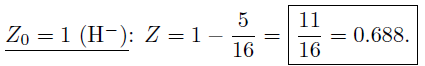 Z₀ = 1 (H⁻): Z = 1 − 5/16 = 11/16 = 0.688.